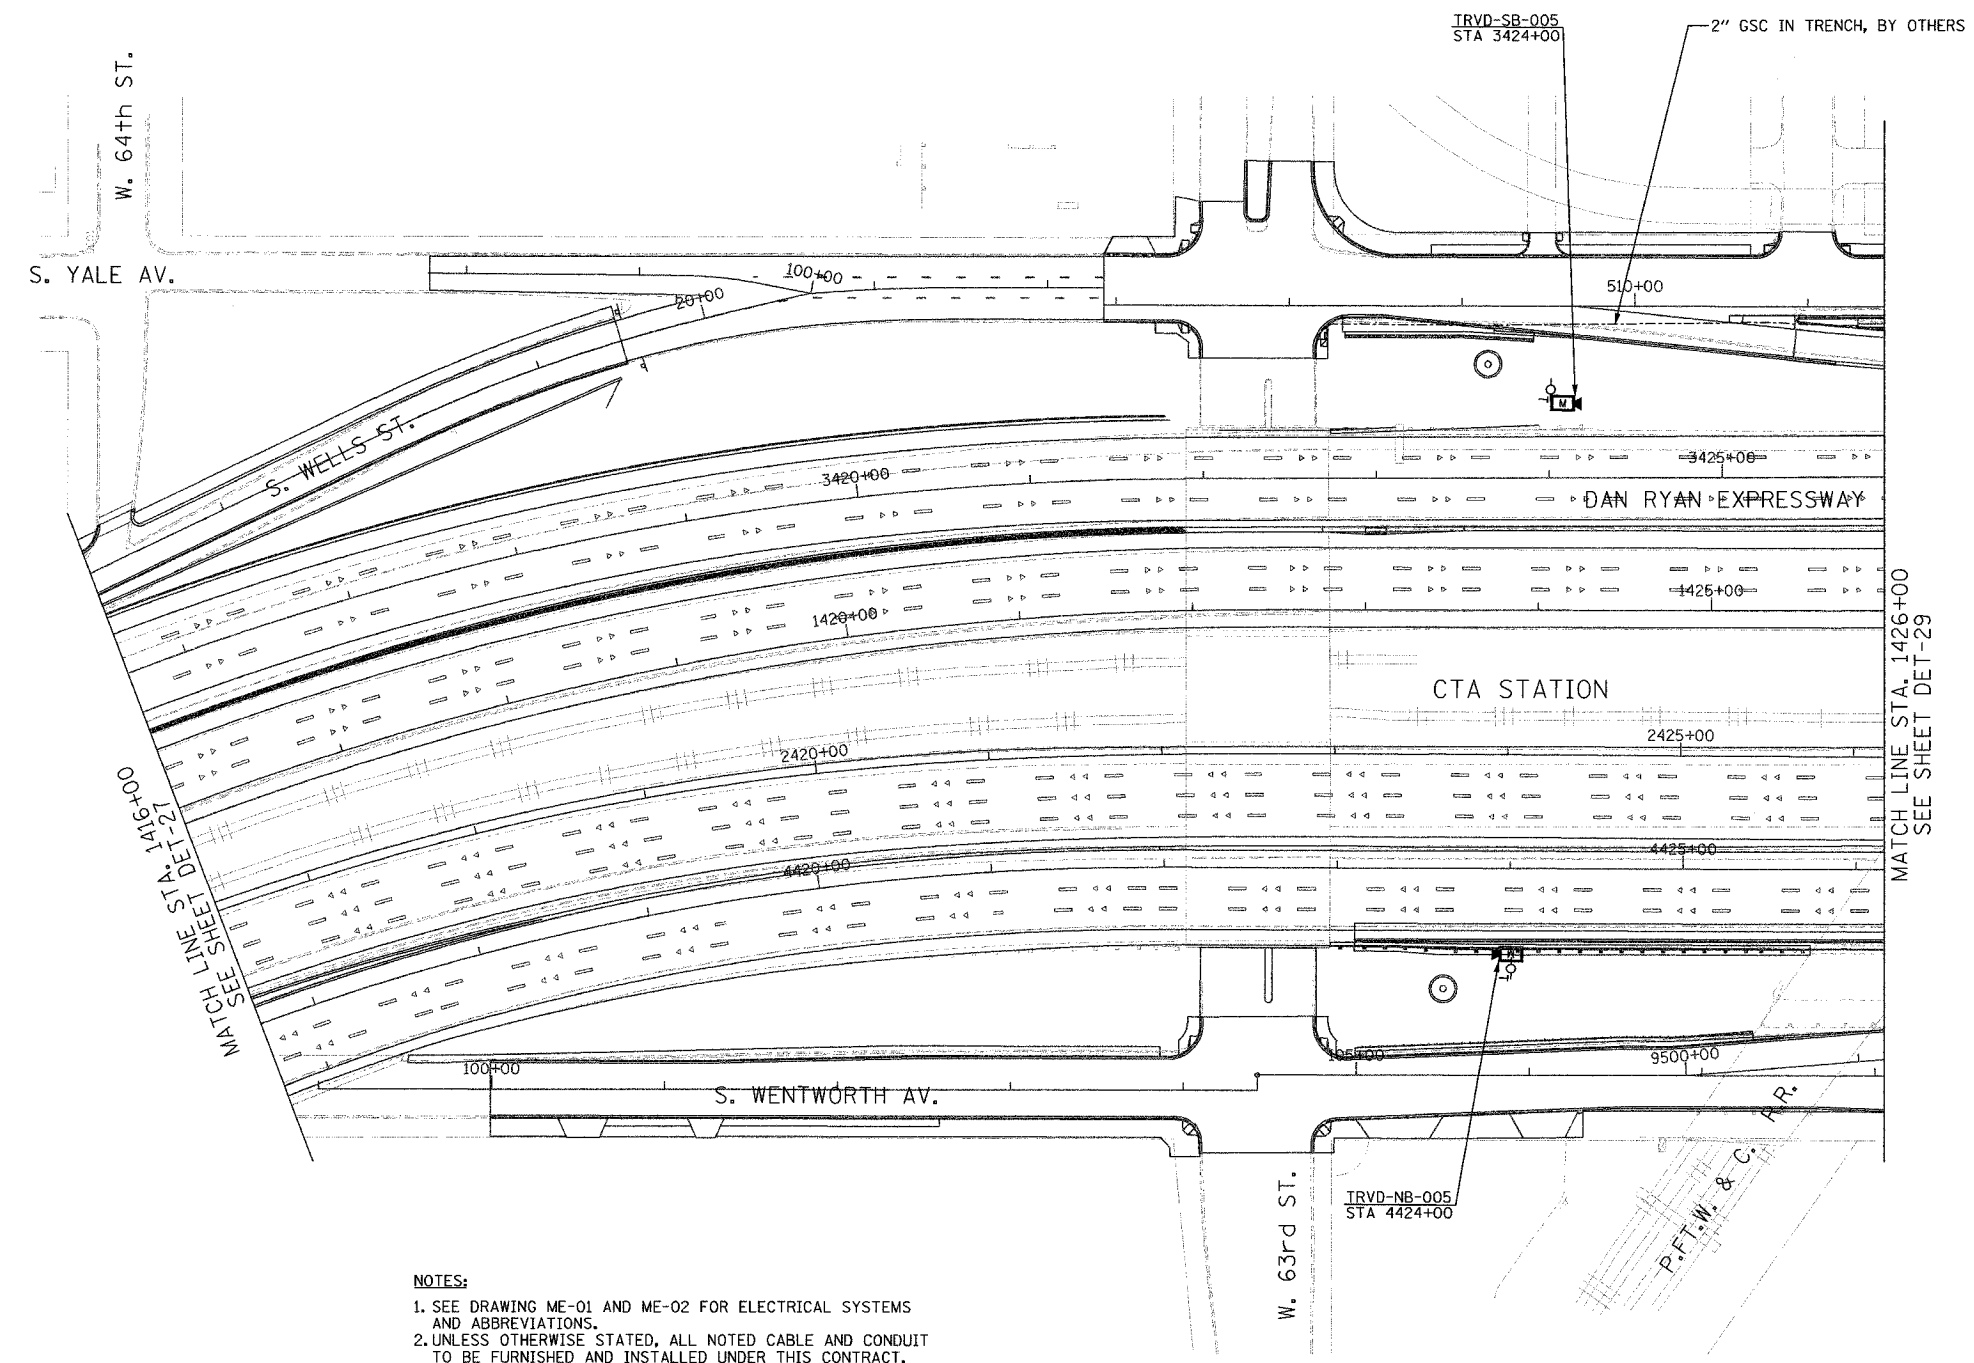 TRVD-SB-005
STA 3424+00
2" GSC IN TRENCH, BY OTHERS
W. 64th ST.
S. YALE AV.
100+00
20+00
510+00
S. WELLS ST.
M
3420+00
3425+00
DAN RYAN EXPRESSWAY
1420+00
1425+00
CTA STATION
2420+00
2425+00
MATCH LINE STA. 1426+00
SEE SHEET DET-29
MATCH LINE STA. 1416+00
SEE SHEET DET-27
4420+00
4425+00
100+00
S. WENTWORTH AV.
105+00
9500+00
P.FT.W. & C. R.R.
TRVD-NB-005
STA 4424+00
W. 63rd ST.
NOTES:
1. SEE DRAWING ME-01 AND ME-02 FOR ELECTRICAL SYSTEMS
AND ABBREVIATIONS.
2. UNLESS OTHERWISE STATED, ALL NOTED CABLE AND CONDUIT
TO BE FURNISHED AND INSTALLED UNDER THIS CONTRACT.